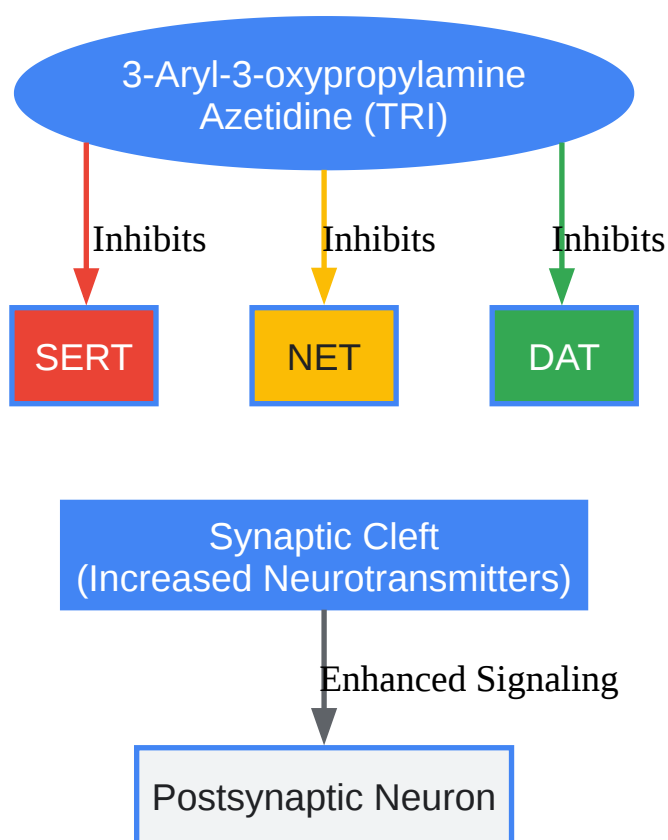 3-Aryl-3-oxypropylamine
Azetidine (TRI)
Inhibits
Inhibits
Inhibits
SERT
NET
DAT
Synaptic Cleft
(Increased Neurotransmitters)
Enhanced Signaling
Postsynaptic Neuron